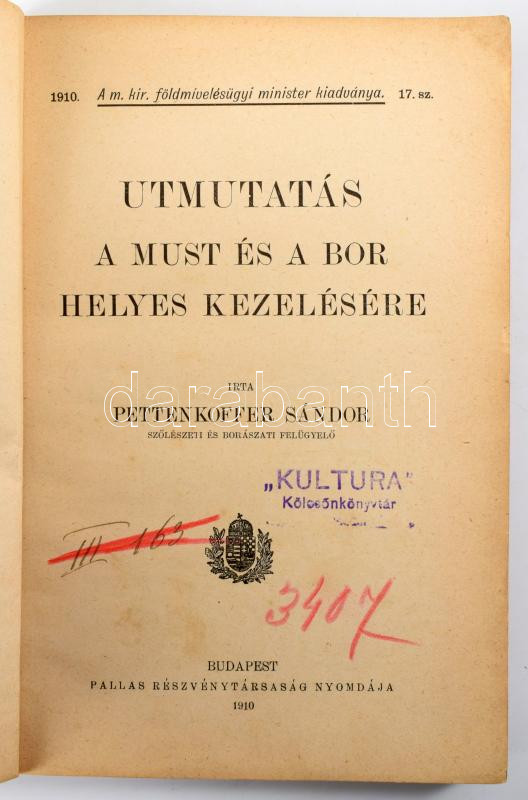 1910. A m. kir. földmivelésügyi minister kiadványa. 17. sz.
UTMUTATÁS
A MUST ÉS A BOR
HELYES KEZELÉSÉRE
IRTA
darabanth
PETTENKOFFER SÁNDOR
SZŐLÉSZETI ÉS BORÁSZATI FELÜGYELŐ
„KULTURA”
Kölcsönkönyvtár
III 163
3407
BUDAPEST
PALLAS RÉSZVÉNYTÁRSASÁG NYOMDÁJA
1910